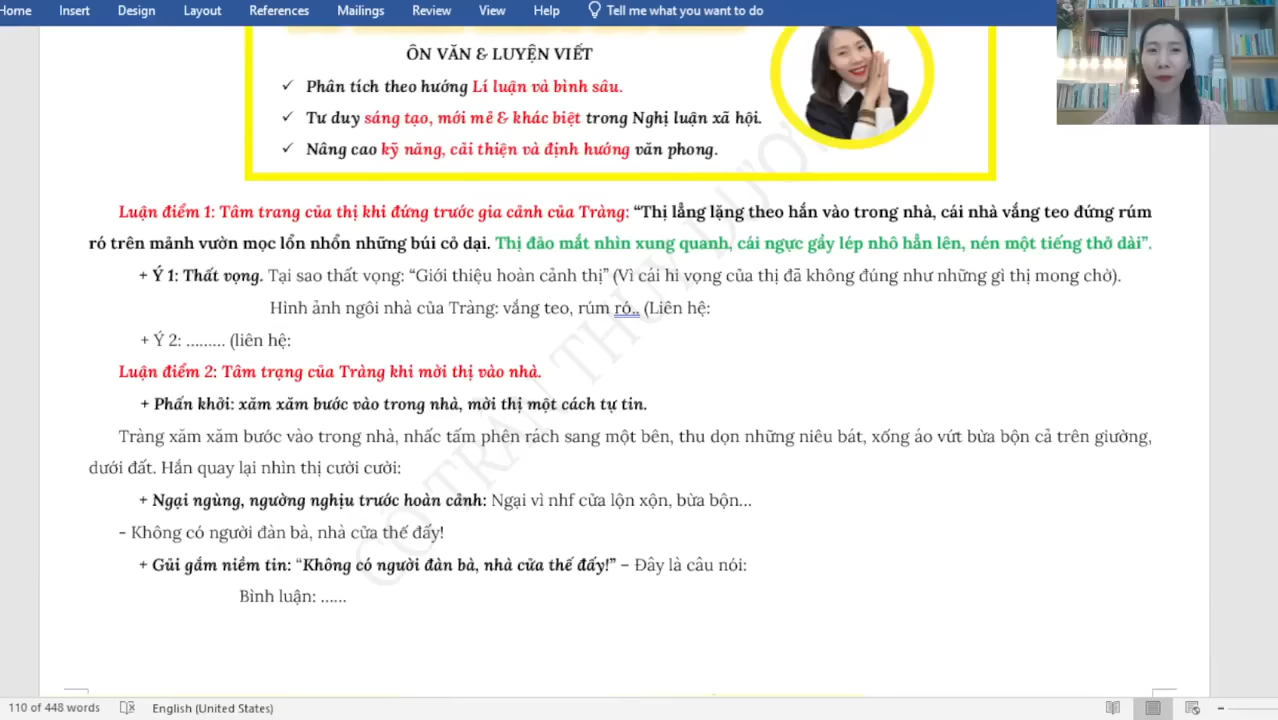 Home Insert Design Layout References Mailings Review View Help Tell me what you want to do
ÔN VĂN & LUYỆN VIẾT
✓ Phân tích theo hướng Lí luận và bình sâu.
✓ Tư duy sáng tạo, mới mẻ & khác biệt trong Nghị luận xã hội.
✓ Nâng cao kỹ năng, cải thiện và định hướng văn phong.
Luận điểm 1: Tâm trang của thị khi đứng trước gia cảnh của Tràng: “Thị lẳng lặng theo hắn vào trong nhà, cái nhà vắng teo đứng rúm
ró trên mảnh vườn mọc lổn nhổn những búi cỏ dại. Thị đảo mắt nhìn xung quanh, cái ngực gầy lép nhô hẳn lên, nén một tiếng thở dài”.
+ Ý 1: Thất vọng. Tại sao thất vọng: “Giới thiệu hoàn cảnh thị” (Vì cái hi vọng của thị đã không đúng như những gì thị mong chờ).
Hình ảnh ngôi nhà của Tràng: vắng teo, rúm ró.. (Liên hệ:
+ Ý 2: ......... (liên hệ:
Luận điểm 2: Tâm trạng của Tràng khi mời thị vào nhà.
+ Phấn khởi: xăm xăm bước vào trong nhà, mời thị một cách tự tin.
Tràng xăm xăm bước vào trong nhà, nhấc tấm phên rách sang một bên, thu dọn những niêu bát, xống áo vứt bừa bộn cả trên giường,
dưới đất. Hắn quay lại nhìn thị cười cười:
+ Ngại ngùng, ngường nghịu trước hoàn cảnh: Ngại vì nhf cửa lộn xộn, bừa bộn...
- Không có người đàn bà, nhà cửa thế đấy!
+ Gửi gắm niềm tin: “Không có người đàn bà, nhà cửa thế đấy!” – Đây là câu nói:
Bình luận: ......
CÔ TRẦN THÙY DƯƠ
110 of 448 words English (United States)